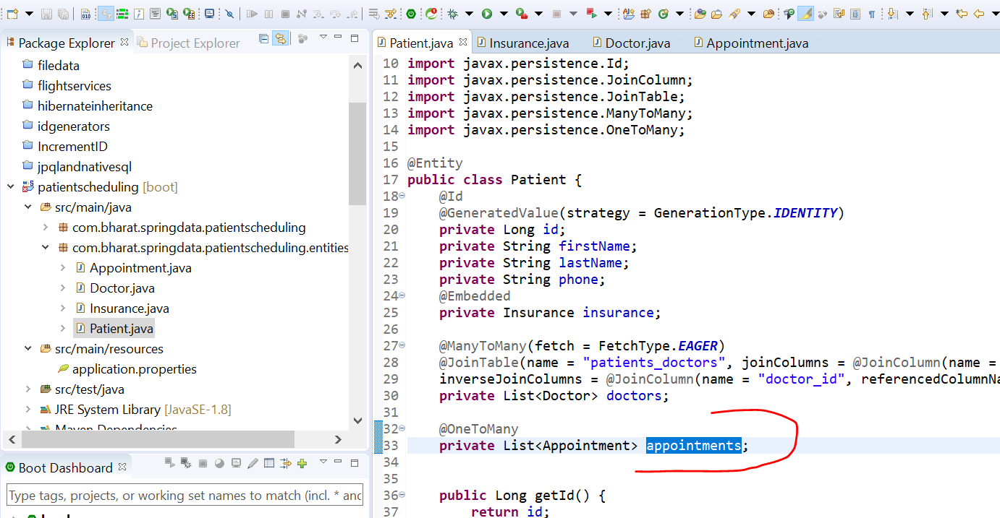 Package Explorer
Project Explorer
filedata
flightservices
hibernateinheritance
idgenerators
IncrementID
jpqlandnativesql
patientscheduling [boot]
src/main/java
com.bharat.springdata.patientscheduling
com.bharat.springdata.patientscheduling.entities
Appointment.java
Doctor.java
Insurance.java
Patient.java
src/main/resources
application.properties
src/test/java
JRE System Library [JavaSE-1.8]
Maven Dependencies
Boot Dashboard
Type tags, projects, or working set names to match (incl. * and
Patient.java
Insurance.java
Doctor.java
Appointment.java
10 import javax.persistence.Id;
11 import javax.persistence.JoinColumn;
12 import javax.persistence.JoinTable;
13 import javax.persistence.ManyToMany;
14 import javax.persistence.OneToMany;
15
16 @Entity
17 public class Patient {
18 @Id
19 @GeneratedValue(strategy = GenerationType.IDENTITY)
20 private Long id;
21 private String firstName;
22 private String lastName;
23 private String phone;
24 @Embedded
25 private Insurance insurance;
26
27 @ManyToMany(fetch = FetchType.EAGER)
28 @JoinTable(name = "patients_doctors", joinColumns = @JoinColumn(name =
29 inverseJoinColumns = @JoinColumn(name = "doctor_id", referencedColumnNa
30 private List<Doctor> doctors;
31
32 @OneToMany
33 private List<Appointment> appointments;
34
35
36 public Long getId() {
37 return id;